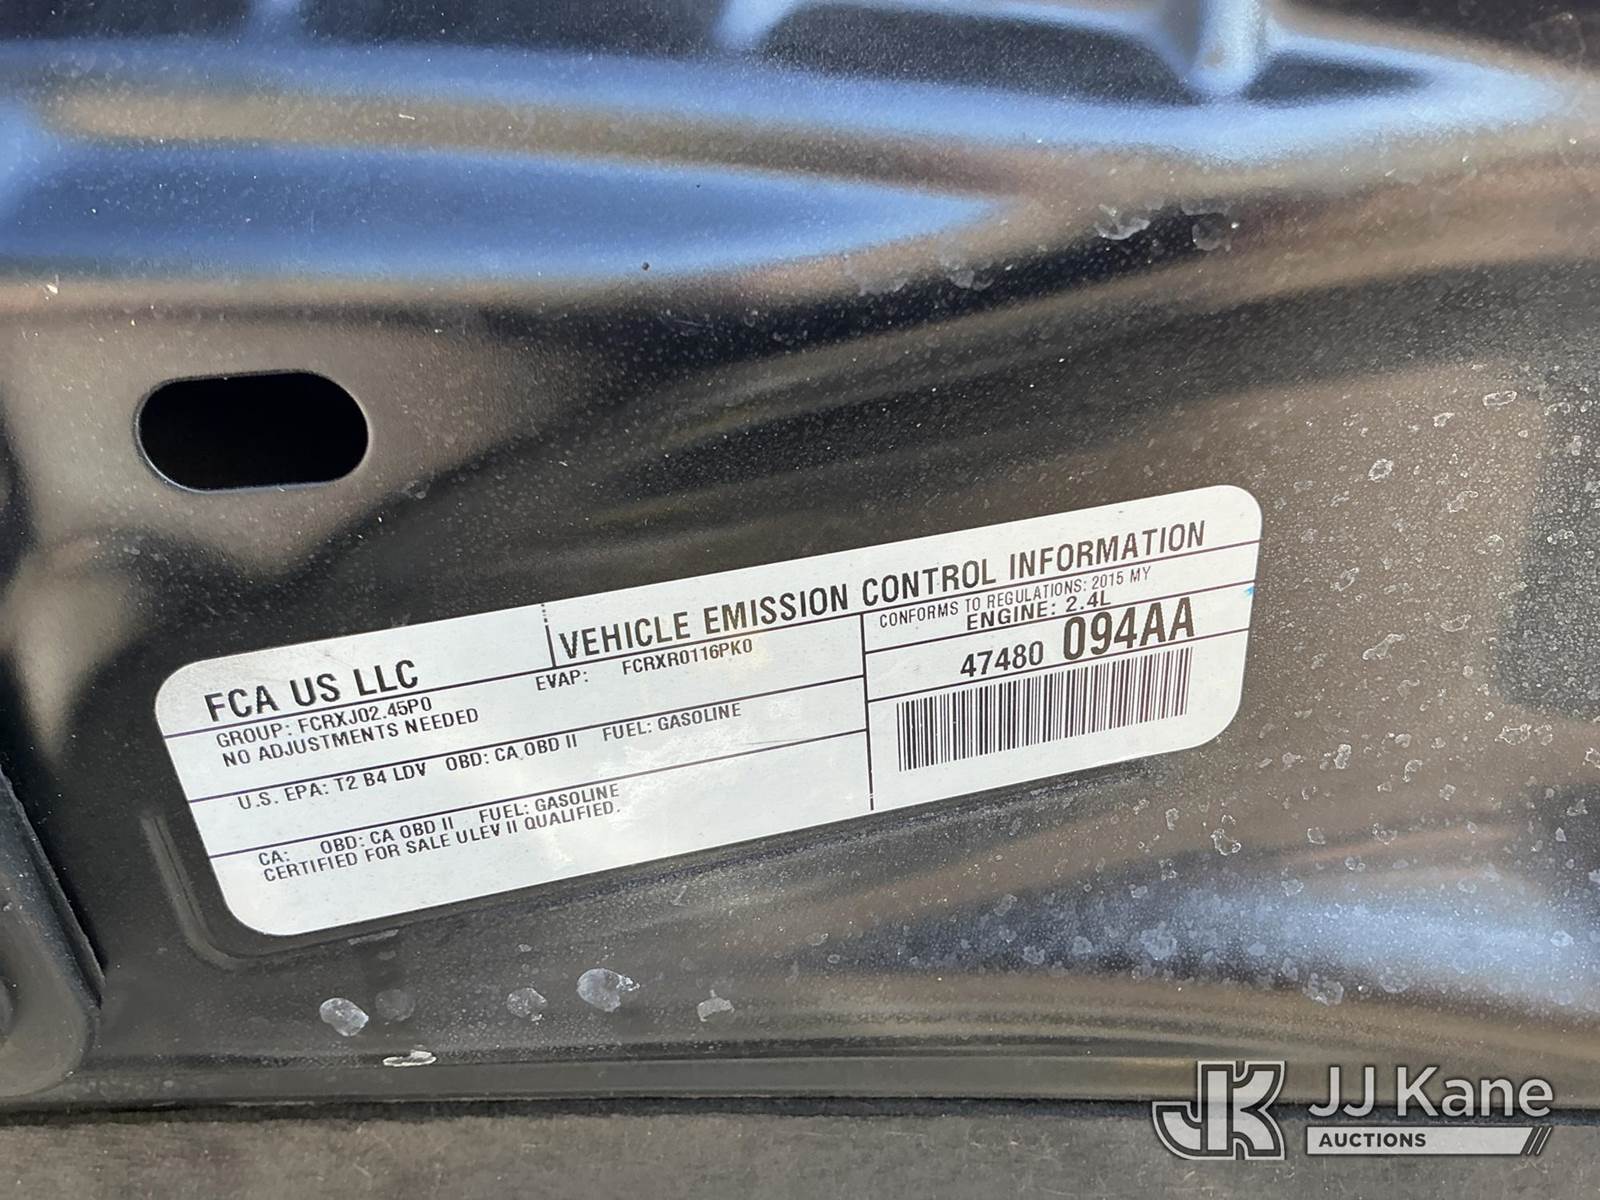 FCA US LLC
VEHICLE EMISSION CONTROL INFORMATION
GROUP: FCRXJ02.45P0
EVAP: FCRXR0116PK0
NO ADJUSTMENTS NEEDED
U.S. EPA: T2 B4 LDV OBD: CA OBD II FUEL: GASOLINE
CA: OBD: CA OBD II FUEL: GASOLINE
CERTIFIED FOR SALE ULEV II QUALIFIED.
CONFORMS TO REGULATIONS: 2015 MY
ENGINE: 2.4L
47480 094AA
JK JJ Kane
AUCTIONS